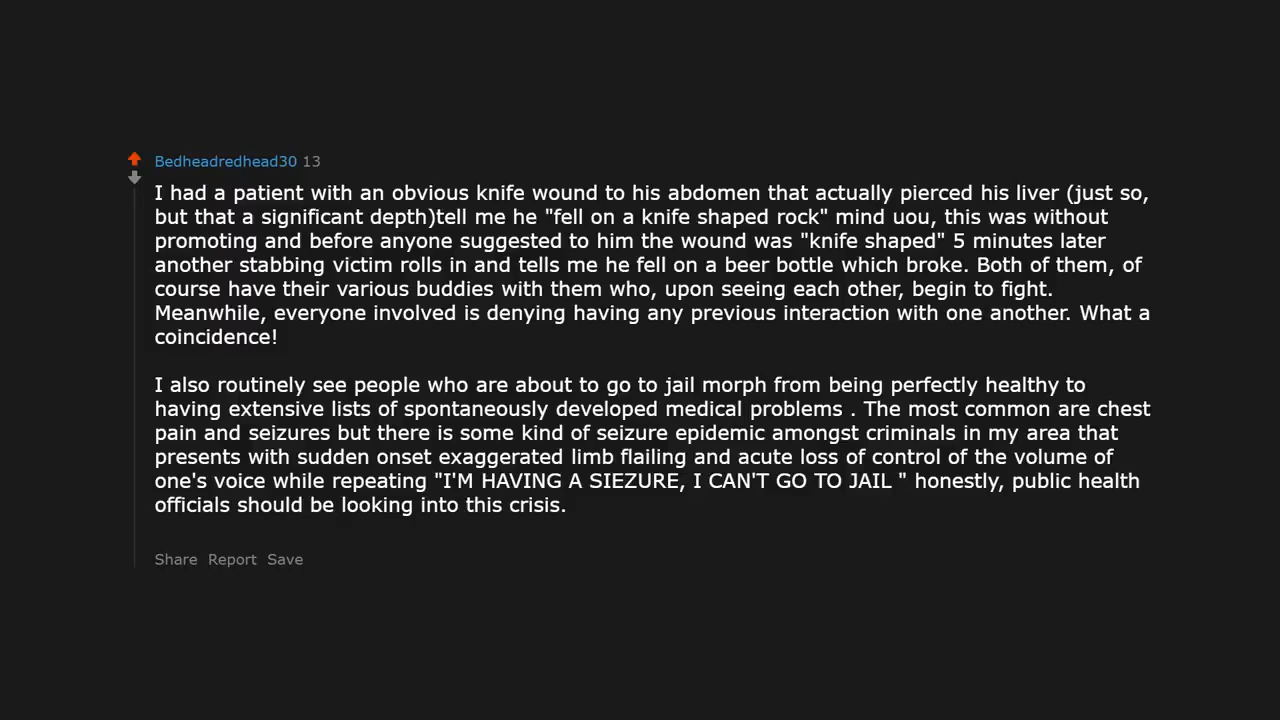 Bedheadredhead30 13
I had a patient with an obvious knife wound to his abdomen that actually pierced his liver (just so,
but that a significant depth)tell me he "fell on a knife shaped rock" mind uou, this was without
promoting and before anyone suggested to him the wound was "knife shaped" 5 minutes later
another stabbing victim rolls in and tells me he fell on a beer bottle which broke. Both of them, of
course have their various buddies with them who, upon seeing each other, begin to fight.
Meanwhile, everyone involved is denying having any previous interaction with one another. What a
coincidence!
I also routinely see people who are about to go to jail morph from being perfectly healthy to
having extensive lists of spontaneously developed medical problems . The most common are chest
pain and seizures but there is some kind of seizure epidemic amongst criminals in my area that
presents with sudden onset exaggerated limb flailing and acute loss of control of the volume of
one's voice while repeating "I'M HAVING A SIEZURE, I CAN'T GO TO JAIL " honestly, public health
officials should be looking into this crisis.
Share Report Save